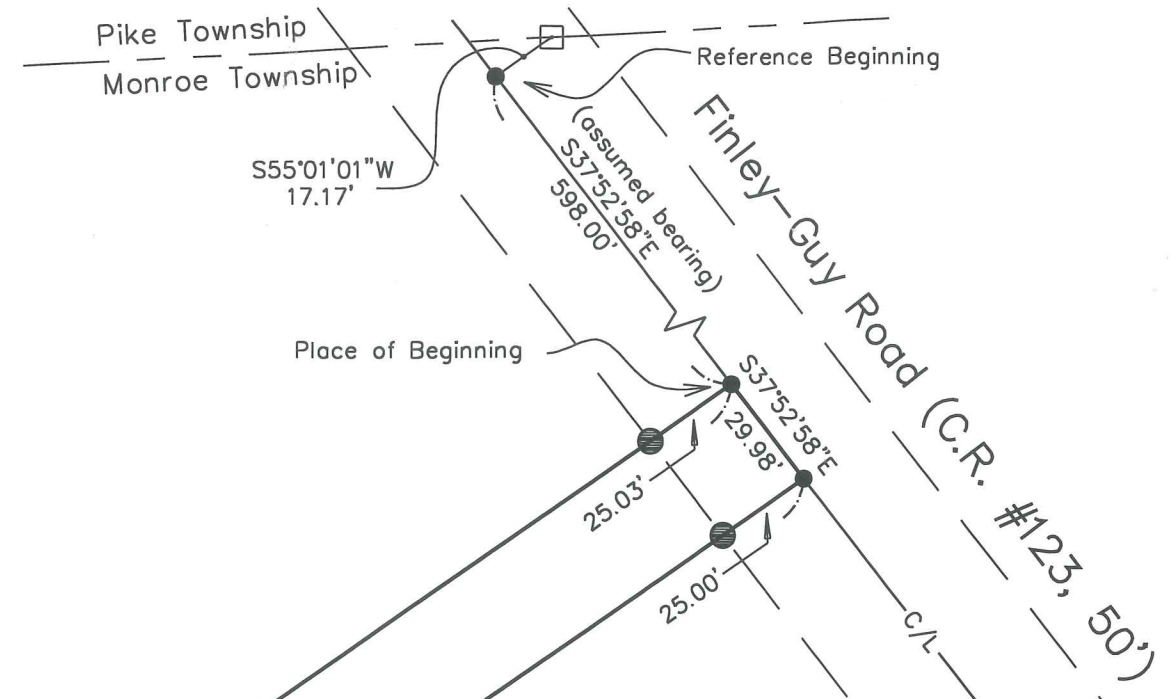 Pike Township
Monroe Township
Reference Beginning
S55°01'01"W
17.17'
(assumed bearing)
S37°52'58"E
598.00'
Finley-Guy Road (C.R. #123, 50')
Place of Beginning
S37°52'58"E
29.98'
25.03'
25.00'
C/L